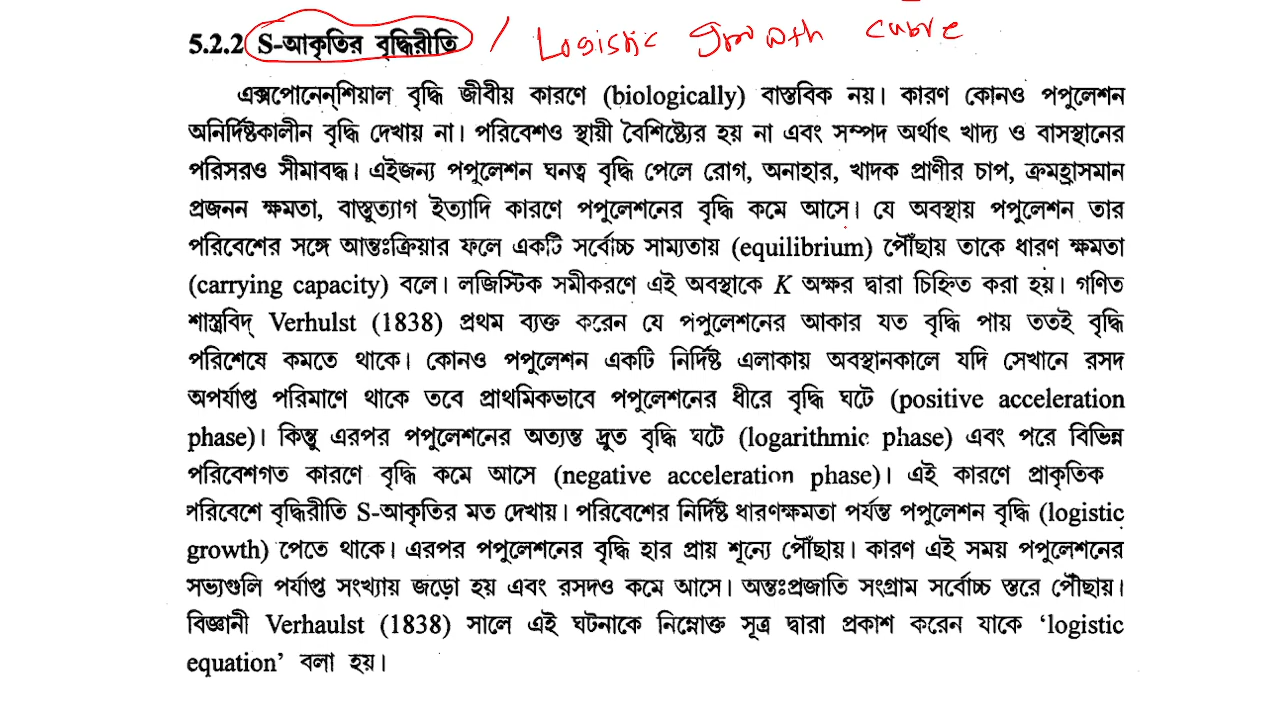 5.2.2 S-আকৃতির বৃদ্ধিরীতি / Logistic growth curve
এক্সপোনেন্‌শিয়াল বৃদ্ধি জীবীয় কারণে (biologically) বাস্তবিক নয়। কারণ কোনও পপুলেশন
অনির্দিষ্টকালীন বৃদ্ধি দেখায় না। পরিবেশও স্থায়ী বৈশিষ্ট্যের হয় না এবং সম্পদ অর্থাৎ খাদ্য ও বাসস্থানের
পরিসরও সীমাবদ্ধ। এইজন্য পপুলেশন ঘনত্ব বৃদ্ধি পেলে রোগ, অনাহার, খাদক প্রাণীর চাপ, ক্রমহ্রাসমান
প্রজনন ক্ষমতা, বাস্তুত্যাগ ইত্যাদি কারণে পপুলেশনের বৃদ্ধি কমে আসে। যে অবস্থায় পপুলেশন তার
পরিবেশের সঙ্গে আন্তঃক্রিয়ার ফলে একটি সর্বোচ্চ সাম্যতায় (equilibrium) পৌঁছায় তাকে ধারণ ক্ষমতা
(carrying capacity) বলে। লজিস্টিক সমীকরণে এই অবস্থাকে K অক্ষর দ্বারা চিহ্নিত করা হয়। গণিত
শাস্ত্রবিদ্ Verhulst (1838) প্রথম ব্যক্ত করেন যে পপুলেশনের আকার যত বৃদ্ধি পায় ততই বৃদ্ধি
পরিশেষে কমতে থাকে। কোনও পপুলেশন একটি নির্দিষ্ট এলাকায় অবস্থানকালে যদি সেখানে রসদ
অপর্যাপ্ত পরিমাণে থাকে তবে প্রাথমিকভাবে পপুলেশনের ধীরে বৃদ্ধি ঘটে (positive acceleration
phase)। কিন্তু এরপর পপুলেশনের অত্যন্ত দ্রুত বৃদ্ধি ঘটে (logarithmic phase) এবং পরে বিভিন্ন
পরিবেশগত কারণে বৃদ্ধি কমে আসে (negative acceleration phase)। এই কারণে প্রাকৃতিক
পরিবেশে বৃদ্ধিরীতি S-আকৃতির মত দেখায়। পরিবেশের নির্দিষ্ট ধারণক্ষমতা পর্যন্ত পপুলেশন বৃদ্ধি (logistic
growth) পেতে থাকে। এরপর পপুলেশনের বৃদ্ধি হার প্রায় শূন্যে পৌঁছায়। কারণ এই সময় পপুলেশনের
সভ্যগুলি পর্যাপ্ত সংখ্যায় জড়ো হয় এবং রসদও কমে আসে। অন্তঃপ্রজাতি সংগ্রাম সর্বোচ্চ স্তরে পৌঁছায়।
বিজ্ঞানী Verhaulst (1838) সালে এই ঘটনাকে নিম্নোক্ত সূত্র দ্বারা প্রকাশ করেন যাকে ‘logistic
equation’ বলা হয়।